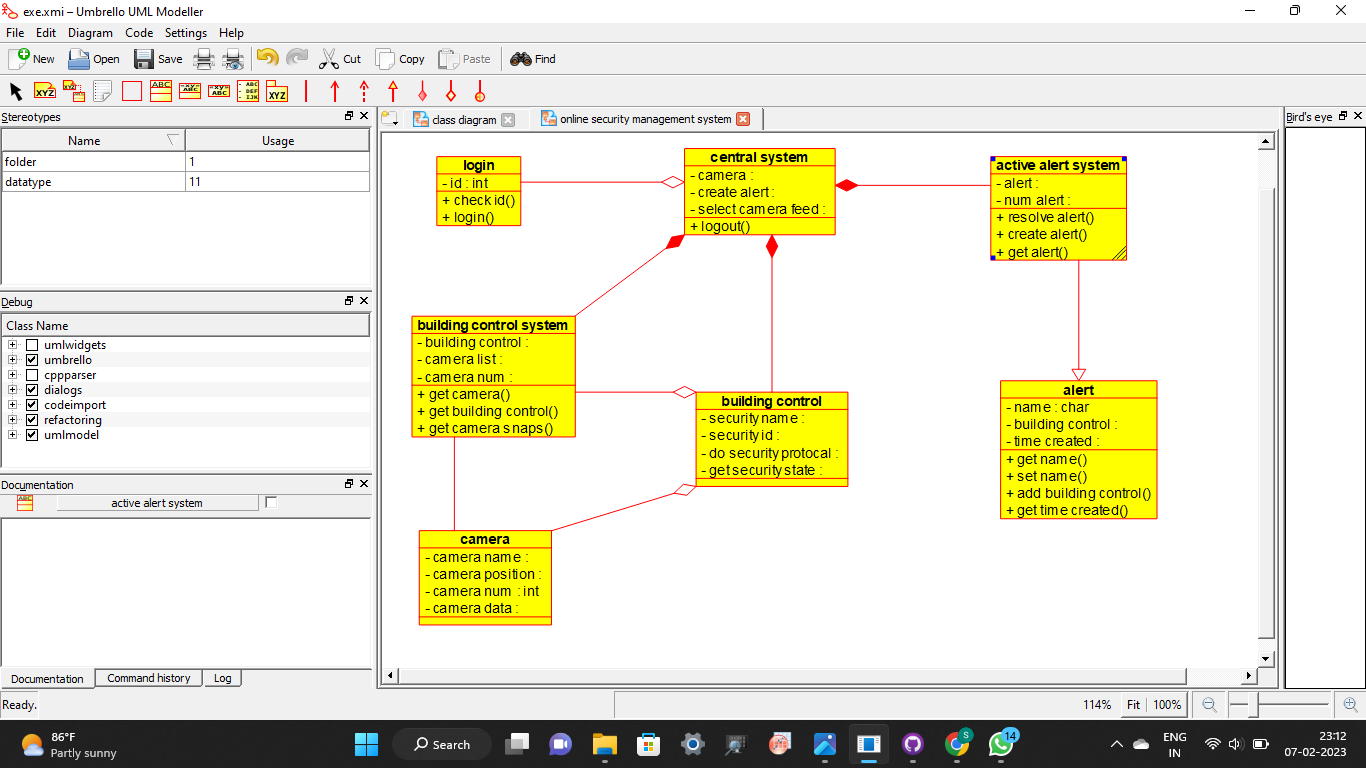 exe.xmi – Umbrello UML Modeller
File Edit Diagram Code Settings Help
New Open Save Cut Copy Paste Find
Stereotypes
Name Usage
folder 1
datatype 11
Debug
Class Name
umlwidgets
umbrello
cppparser
dialogs
codeimport
refactoring
umlmodel
Documentation
active alert system
Documentation Command history Log
class diagram online security management system
Bird's eye
login
- id : int
+ check id()
+ login()
central system
- camera :
- create alert :
- select camera feed :
+ logout()
active alert system
- alert :
- num alert :
+ resolve alert()
+ create alert()
+ get alert()
building control system
- building control :
- camera list :
- camera num :
+ get camera()
+ get building control()
+ get camera snaps()
building control
- security name :
- security id :
- do security protocal :
- get security state :
alert
- name : char
- building control :
- time created :
+ get name()
+ set name()
+ add building control()
+ get time created()
camera
- camera name :
- camera position :
- camera num : int
- camera data :
Ready.
114% Fit 100%
86°F
Partly sunny
Search
S
14
ENG
IN
23:12
07-02-2023